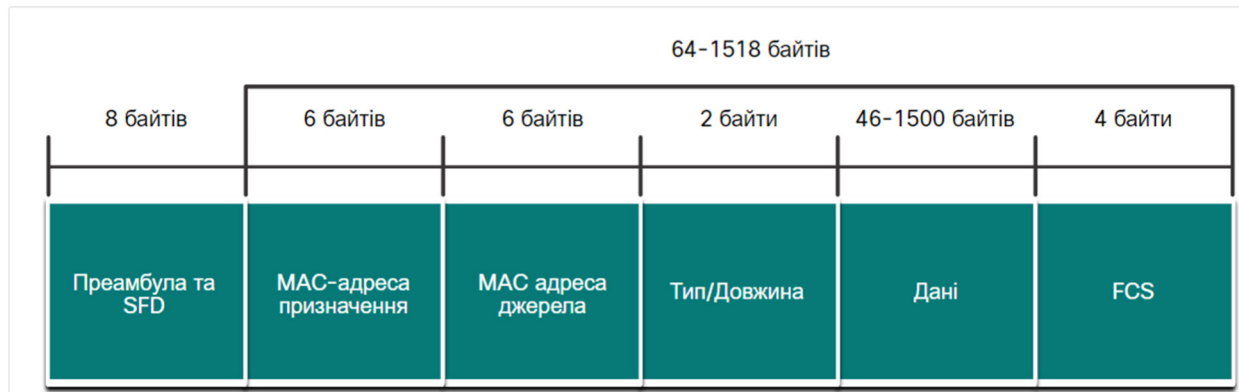 64-1518 байтів
8 байтів
6 байтів
6 байтів
2 байти
46-1500 байтів
4 байти
Преамбула та
SFD
MAC-адреса
призначення
MAC адреса
джерела
Тип/Довжина
Дані
FCS